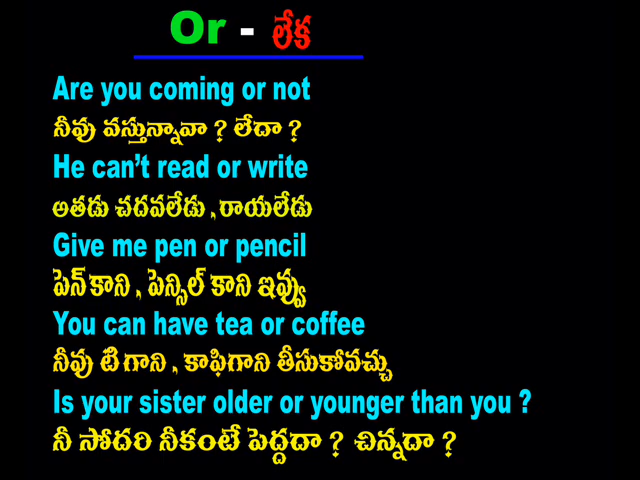 Or - లేక
Are you coming or not
నీవు వస్తున్నావా ? లేదా ?
He can’t read or write
అతడు చదవలేడు ,రాయలేడు
Give me pen or pencil
పెన్ కాని , పెన్సిల్ కాని ఇవ్వు
You can have tea or coffee
నీవు టీ గాని , కాఫిగాని తీసుకోవచ్చు
Is your sister older or younger than you ?
నీ సోదరి నీకంటే పెద్దదా ? చిన్నదా ?